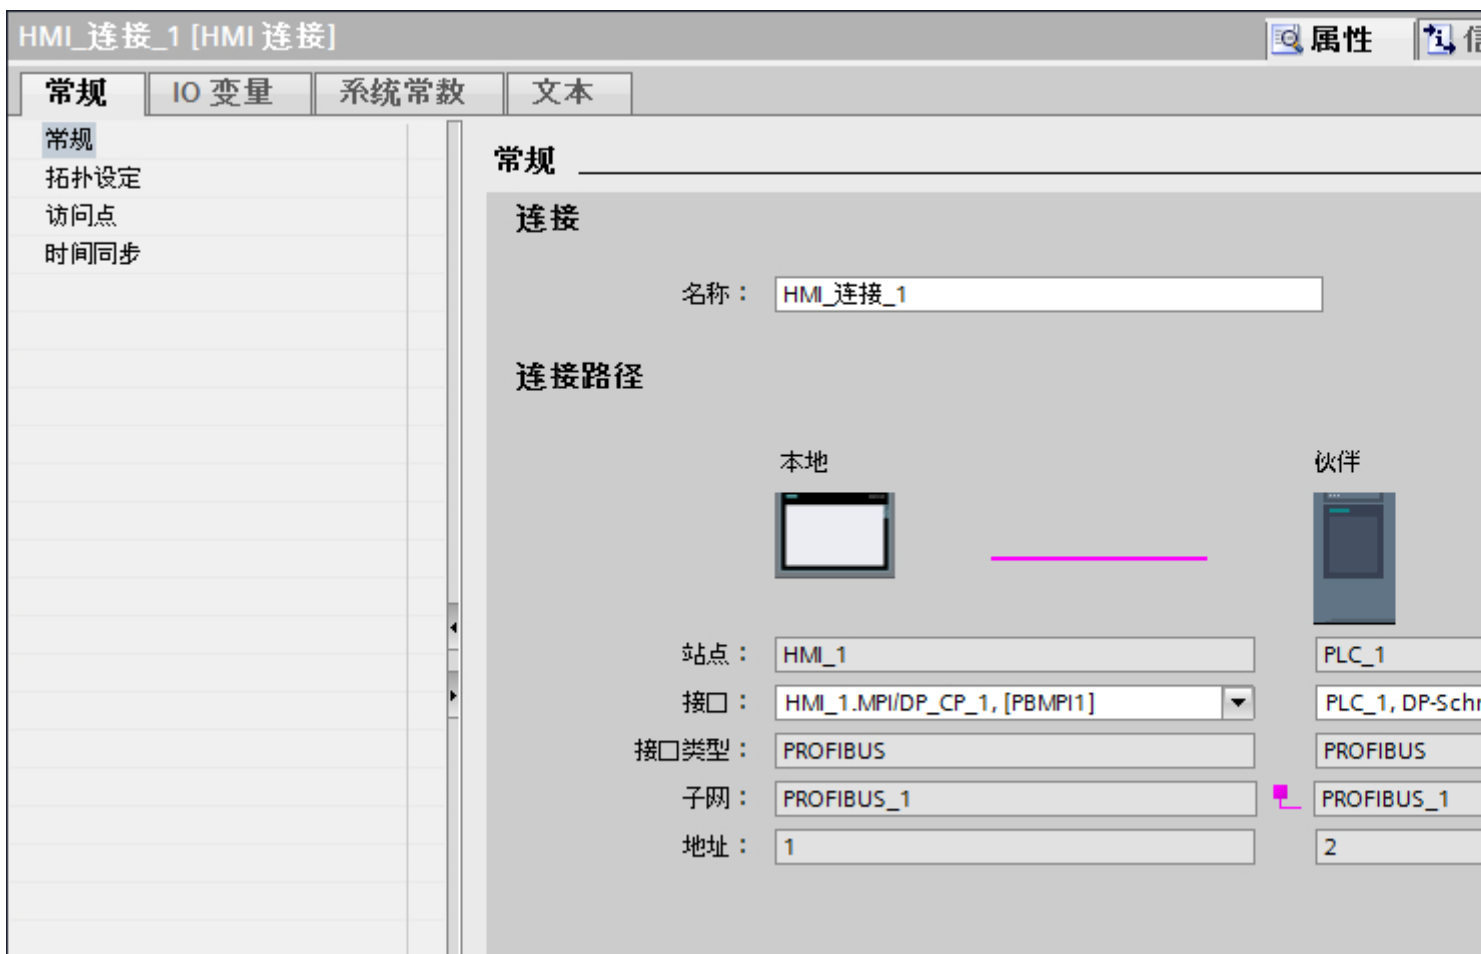 HMI_连接_1 [HMI 连接]
属性
常规 IO 变量 系统常数 文本
常规
拓扑设定
访问点
时间同步
常规
连接
名称： HMI_连接_1
连接路径
本地 伙伴
站点： HMI_1 PLC_1
接口： HMI_1.MPI/DP_CP_1, [PBMPI1] PLC_1, DP-Sch
接口类型： PROFIBUS PROFIBUS
子网： PROFIBUS_1 PROFIBUS_1
地址： 1 2